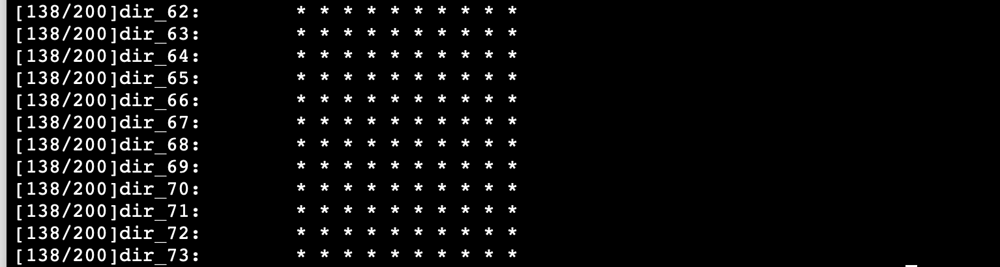 [138/200]dir_62: * * * * * * * * * *
[138/200]dir_63: * * * * * * * * * *
[138/200]dir_64: * * * * * * * * * *
[138/200]dir_65: * * * * * * * * * *
[138/200]dir_66: * * * * * * * * * *
[138/200]dir_67: * * * * * * * * * *
[138/200]dir_68: * * * * * * * * * *
[138/200]dir_69: * * * * * * * * * *
[138/200]dir_70: * * * * * * * * * *
[138/200]dir_71: * * * * * * * * * *
[138/200]dir_72: * * * * * * * * * *
[138/200]dir_73: * * * * * * * * * *